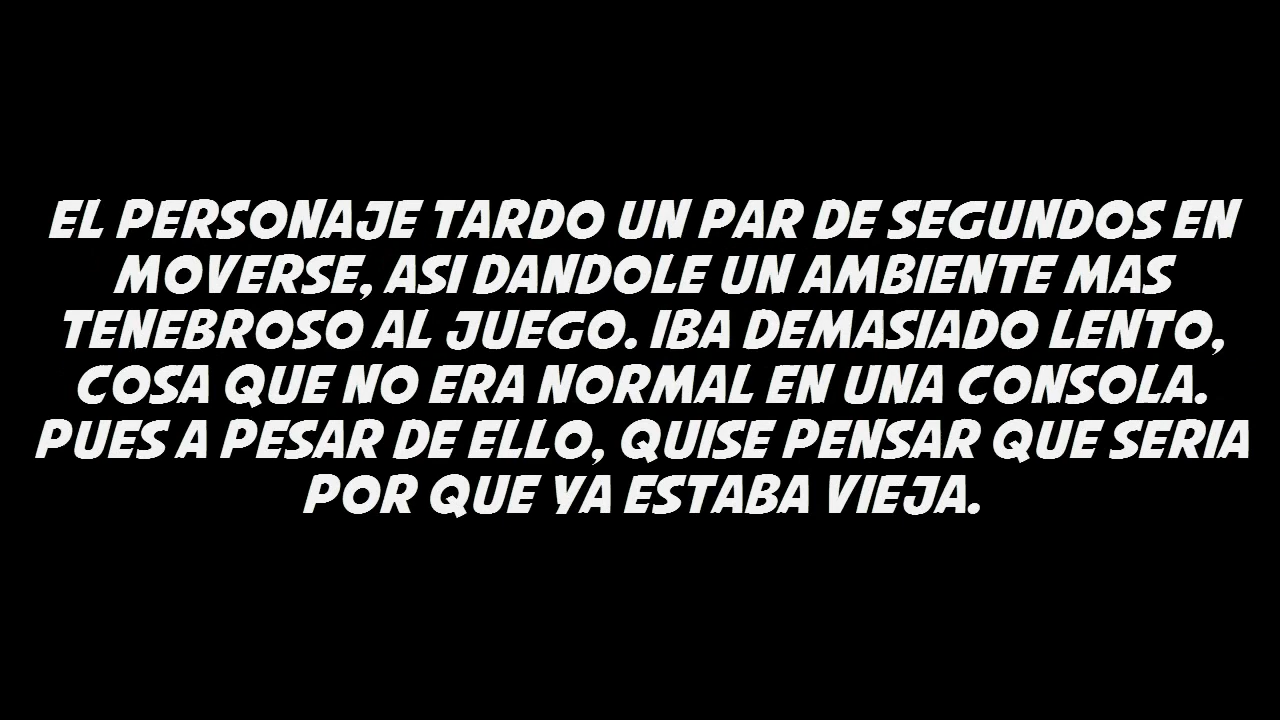 EL PERSONAJE TARDO UN PAR DE SEGUNDOS EN
MOVERSE, ASI DANDOLE UN AMBIENTE MAS
TENEBROSO AL JUEGO. IBA DEMASIADO LENTO,
COSA QUE NO ERA NORMAL EN UNA CONSOLA.
PUES A PESAR DE ELLO, QUISE PENSAR QUE SERIA
POR QUE YA ESTABA VIEJA.